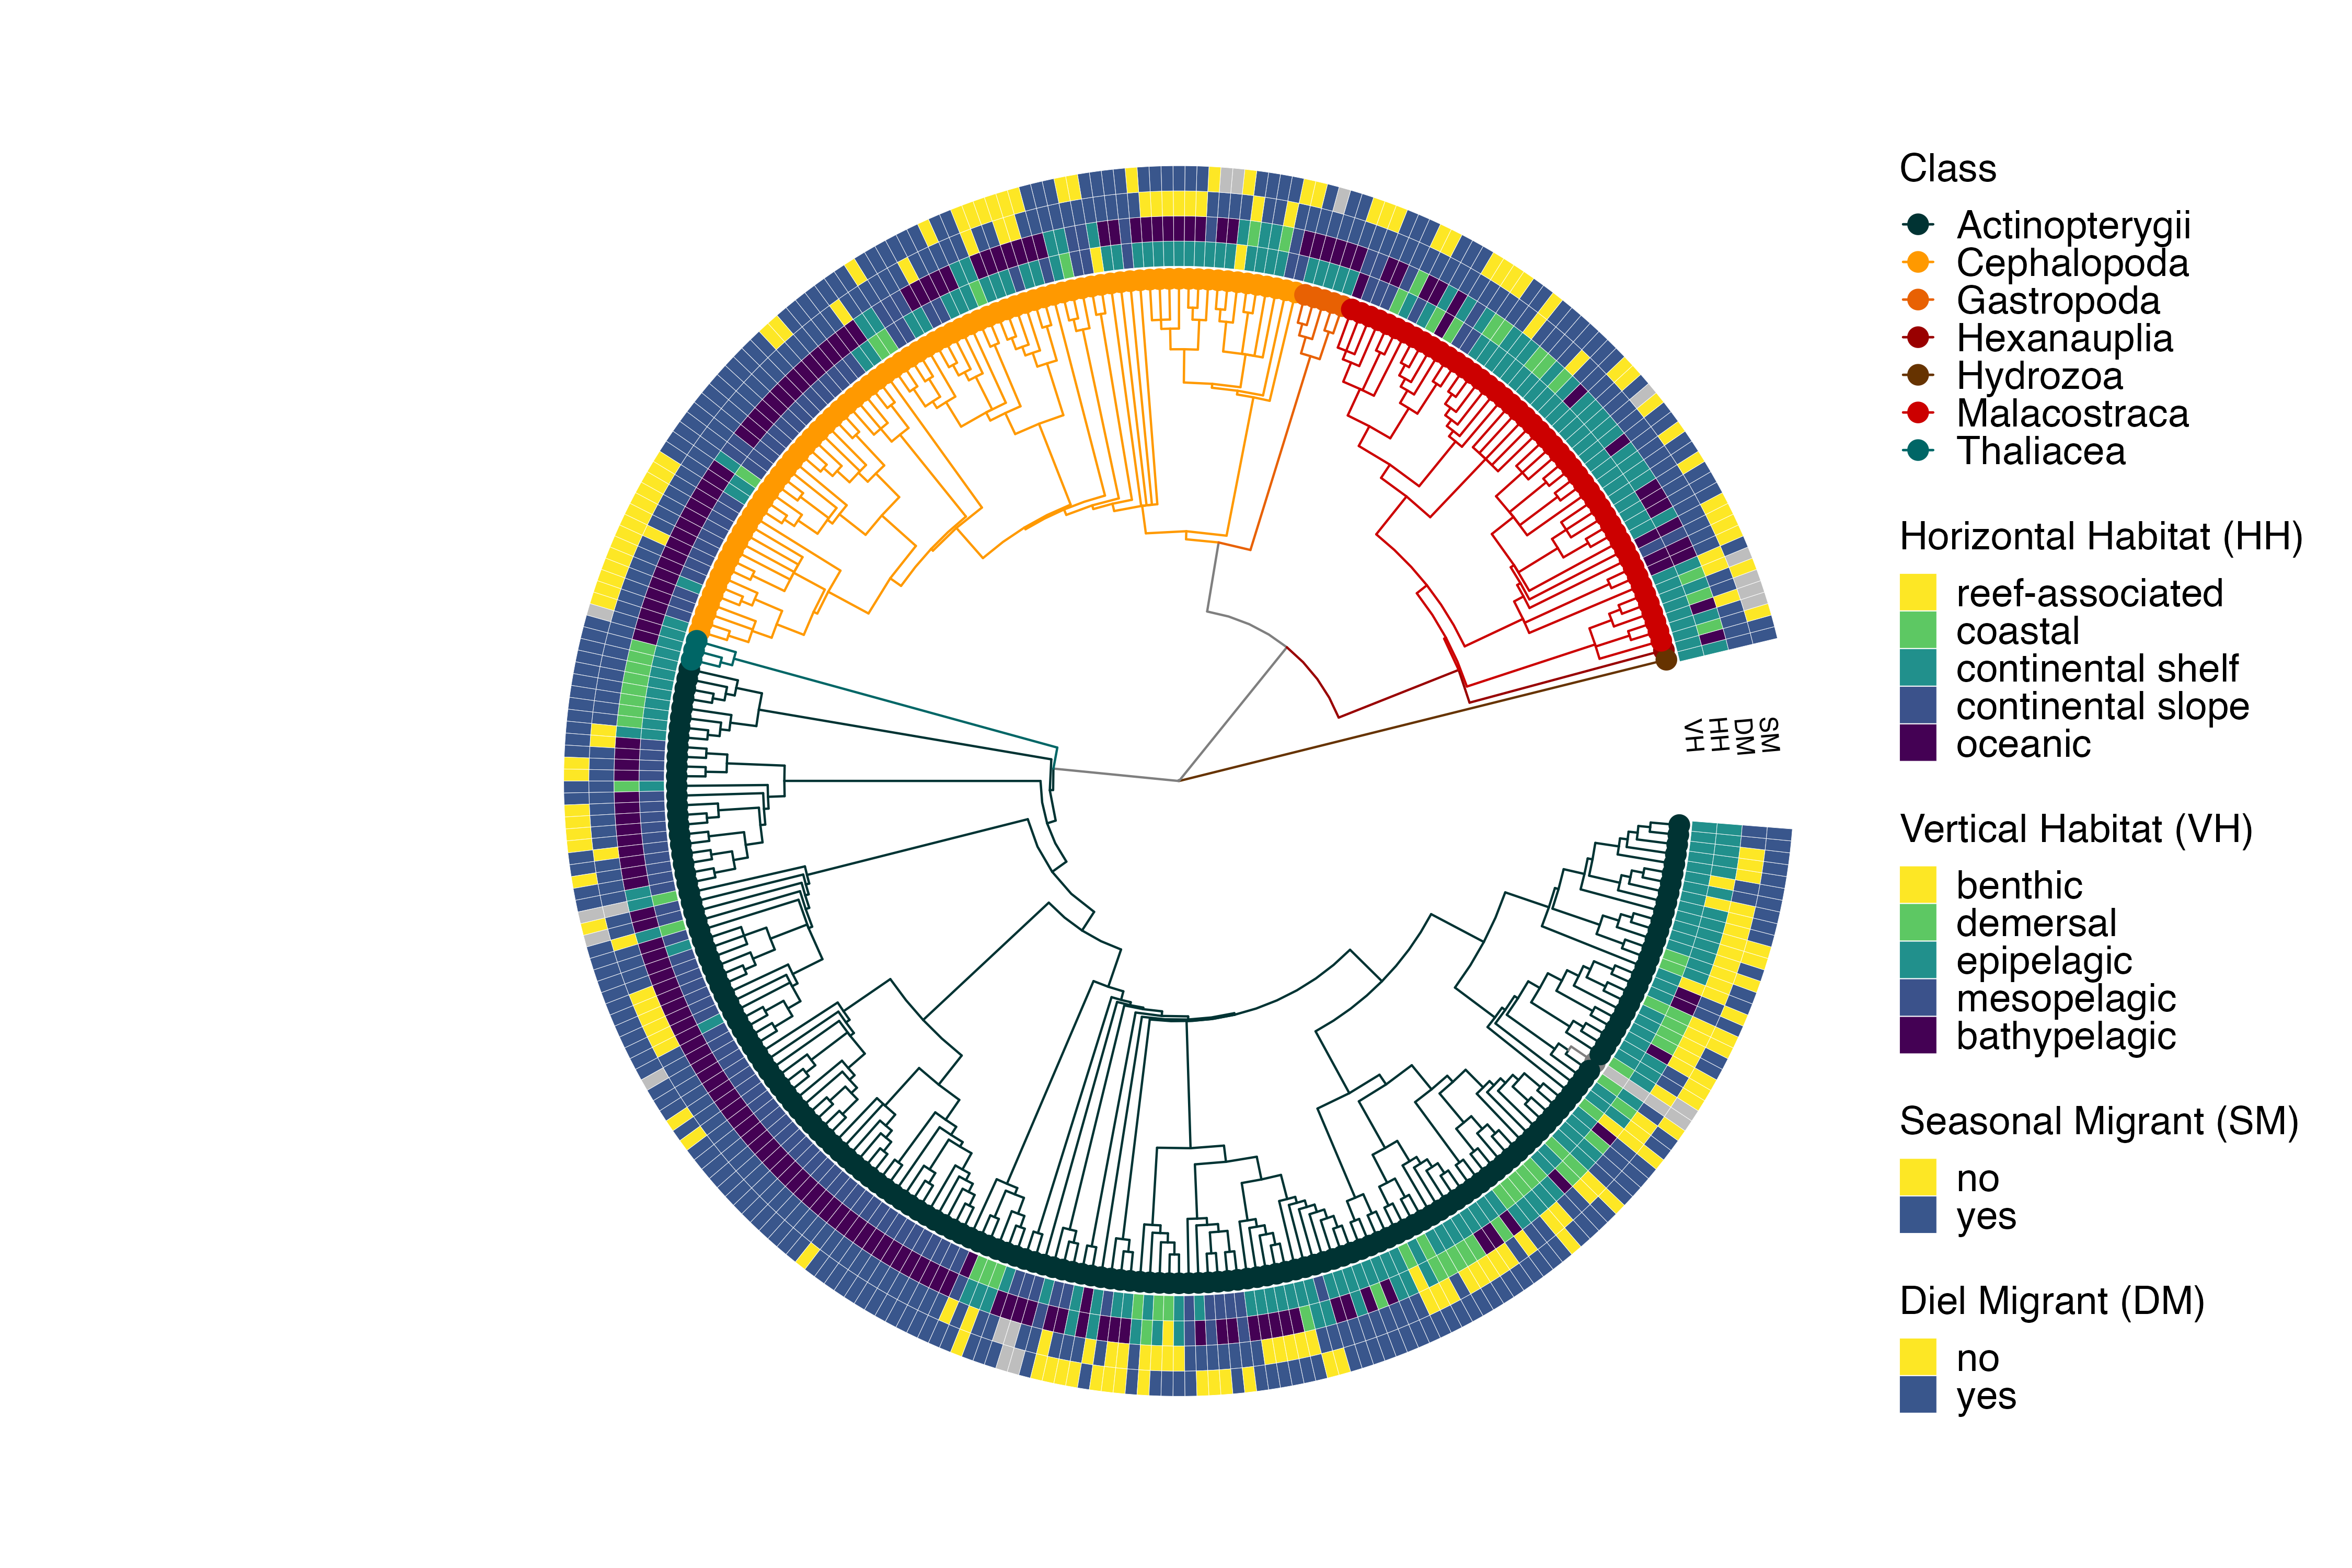 Class
Actinopterygii
Cephalopoda
Gastropoda
Hexanauplia
Hydrozoa
Malacostraca
Thaliacea
Horizontal Habitat (HH)
reef-associated
coastal
continental shelf
continental slope
oceanic
Vertical Habitat (VH)
benthic
demersal
epipelagic
mesopelagic
bathypelagic
Seasonal Migrant (SM)
no
yes
Diel Migrant (DM)
no
yes
VH
HH
DM
SM